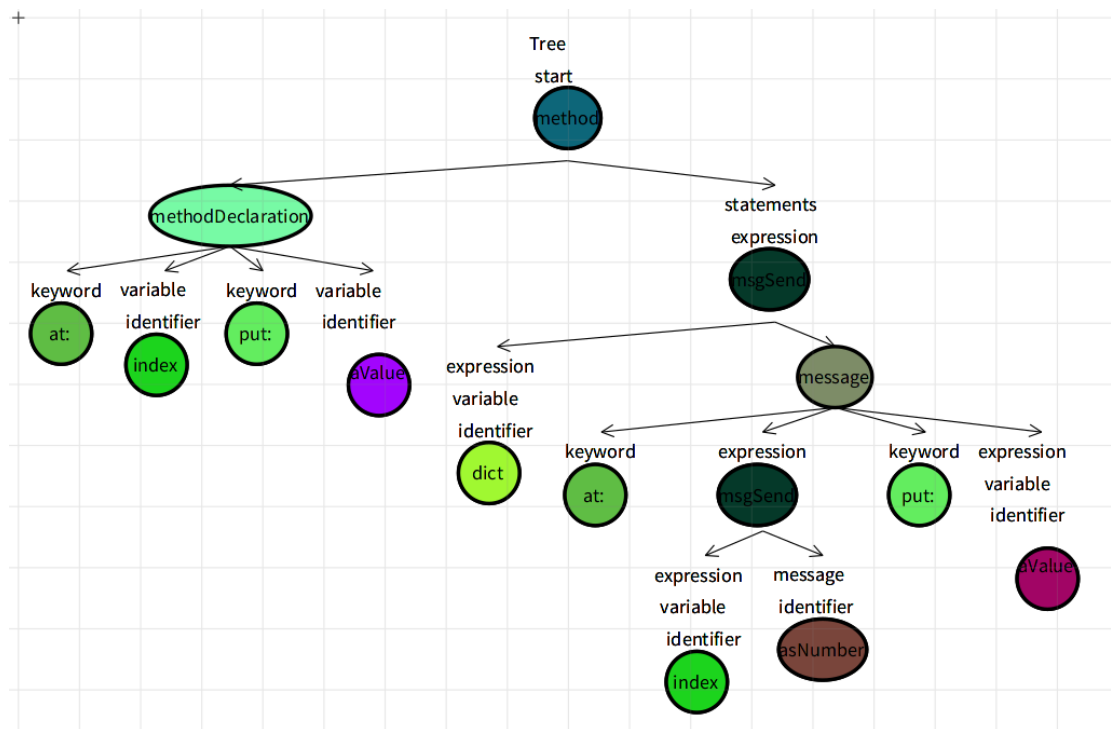 Tree
start
method
methodDeclaration
statements
expression
msgSend
keyword variable keyword variable
identifier identifier
at: index put: aValue
expression
variable
identifier
dict
message
keyword expression keyword expression
variable
identifier
at: msgSend put: aValue
expression message
variable identifier
identifier asNumber
index